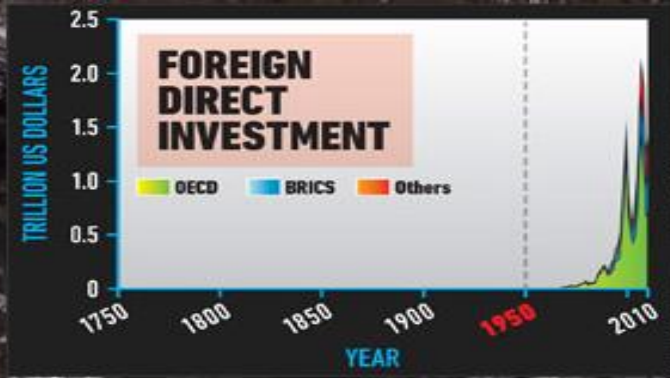 FOREIGN
DIRECT
INVESTMENT
OECD BRICS Others
TRILLION US DOLLARS
2.5
2.0
1.5
1.0
0.5
0
1750 1800 1850 1900 1950 2010
YEAR